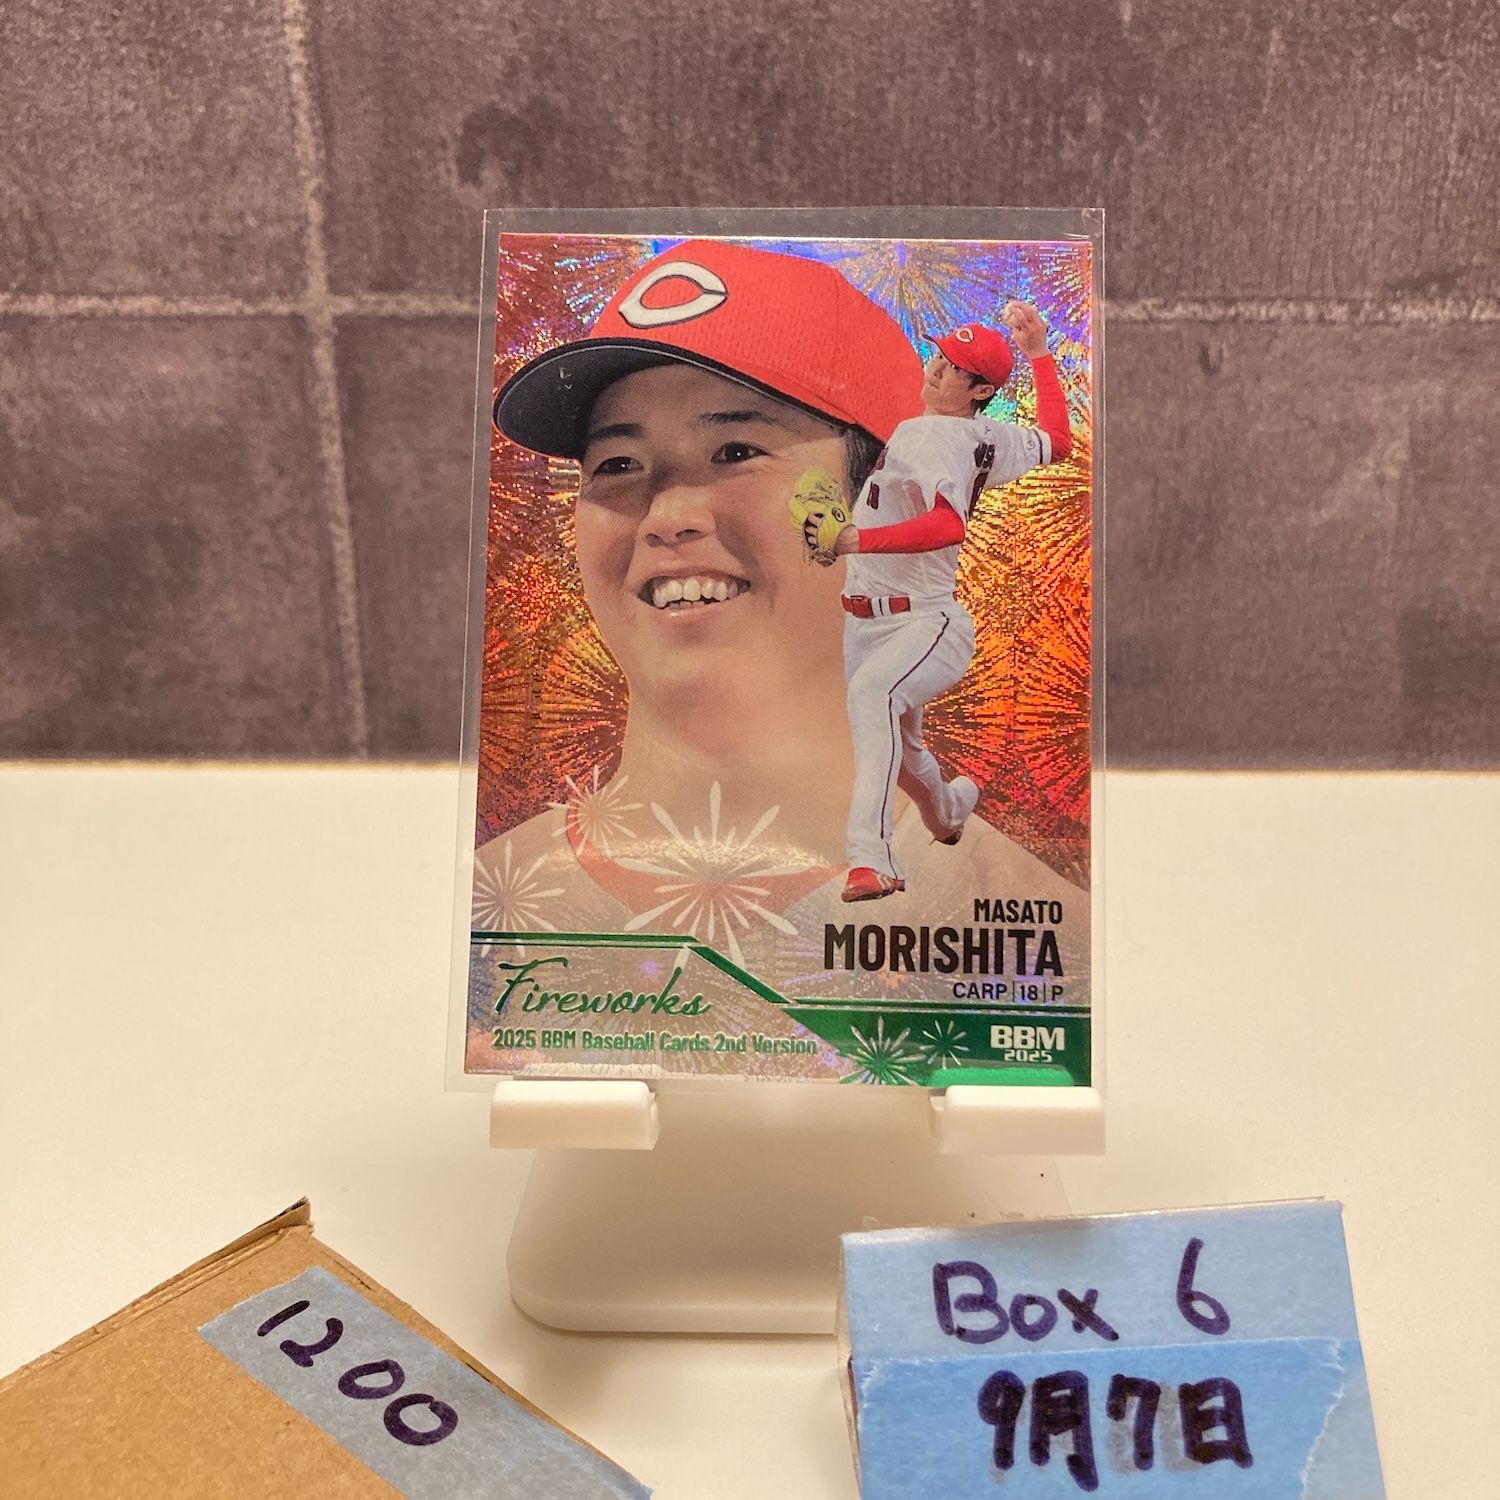 C
C
18
MASATO
MORISHITA
CARP|18|P
Fireworks
2025 BBM Baseball Cards 2nd Version
BBM
2025
1200
Box 6
9月7日